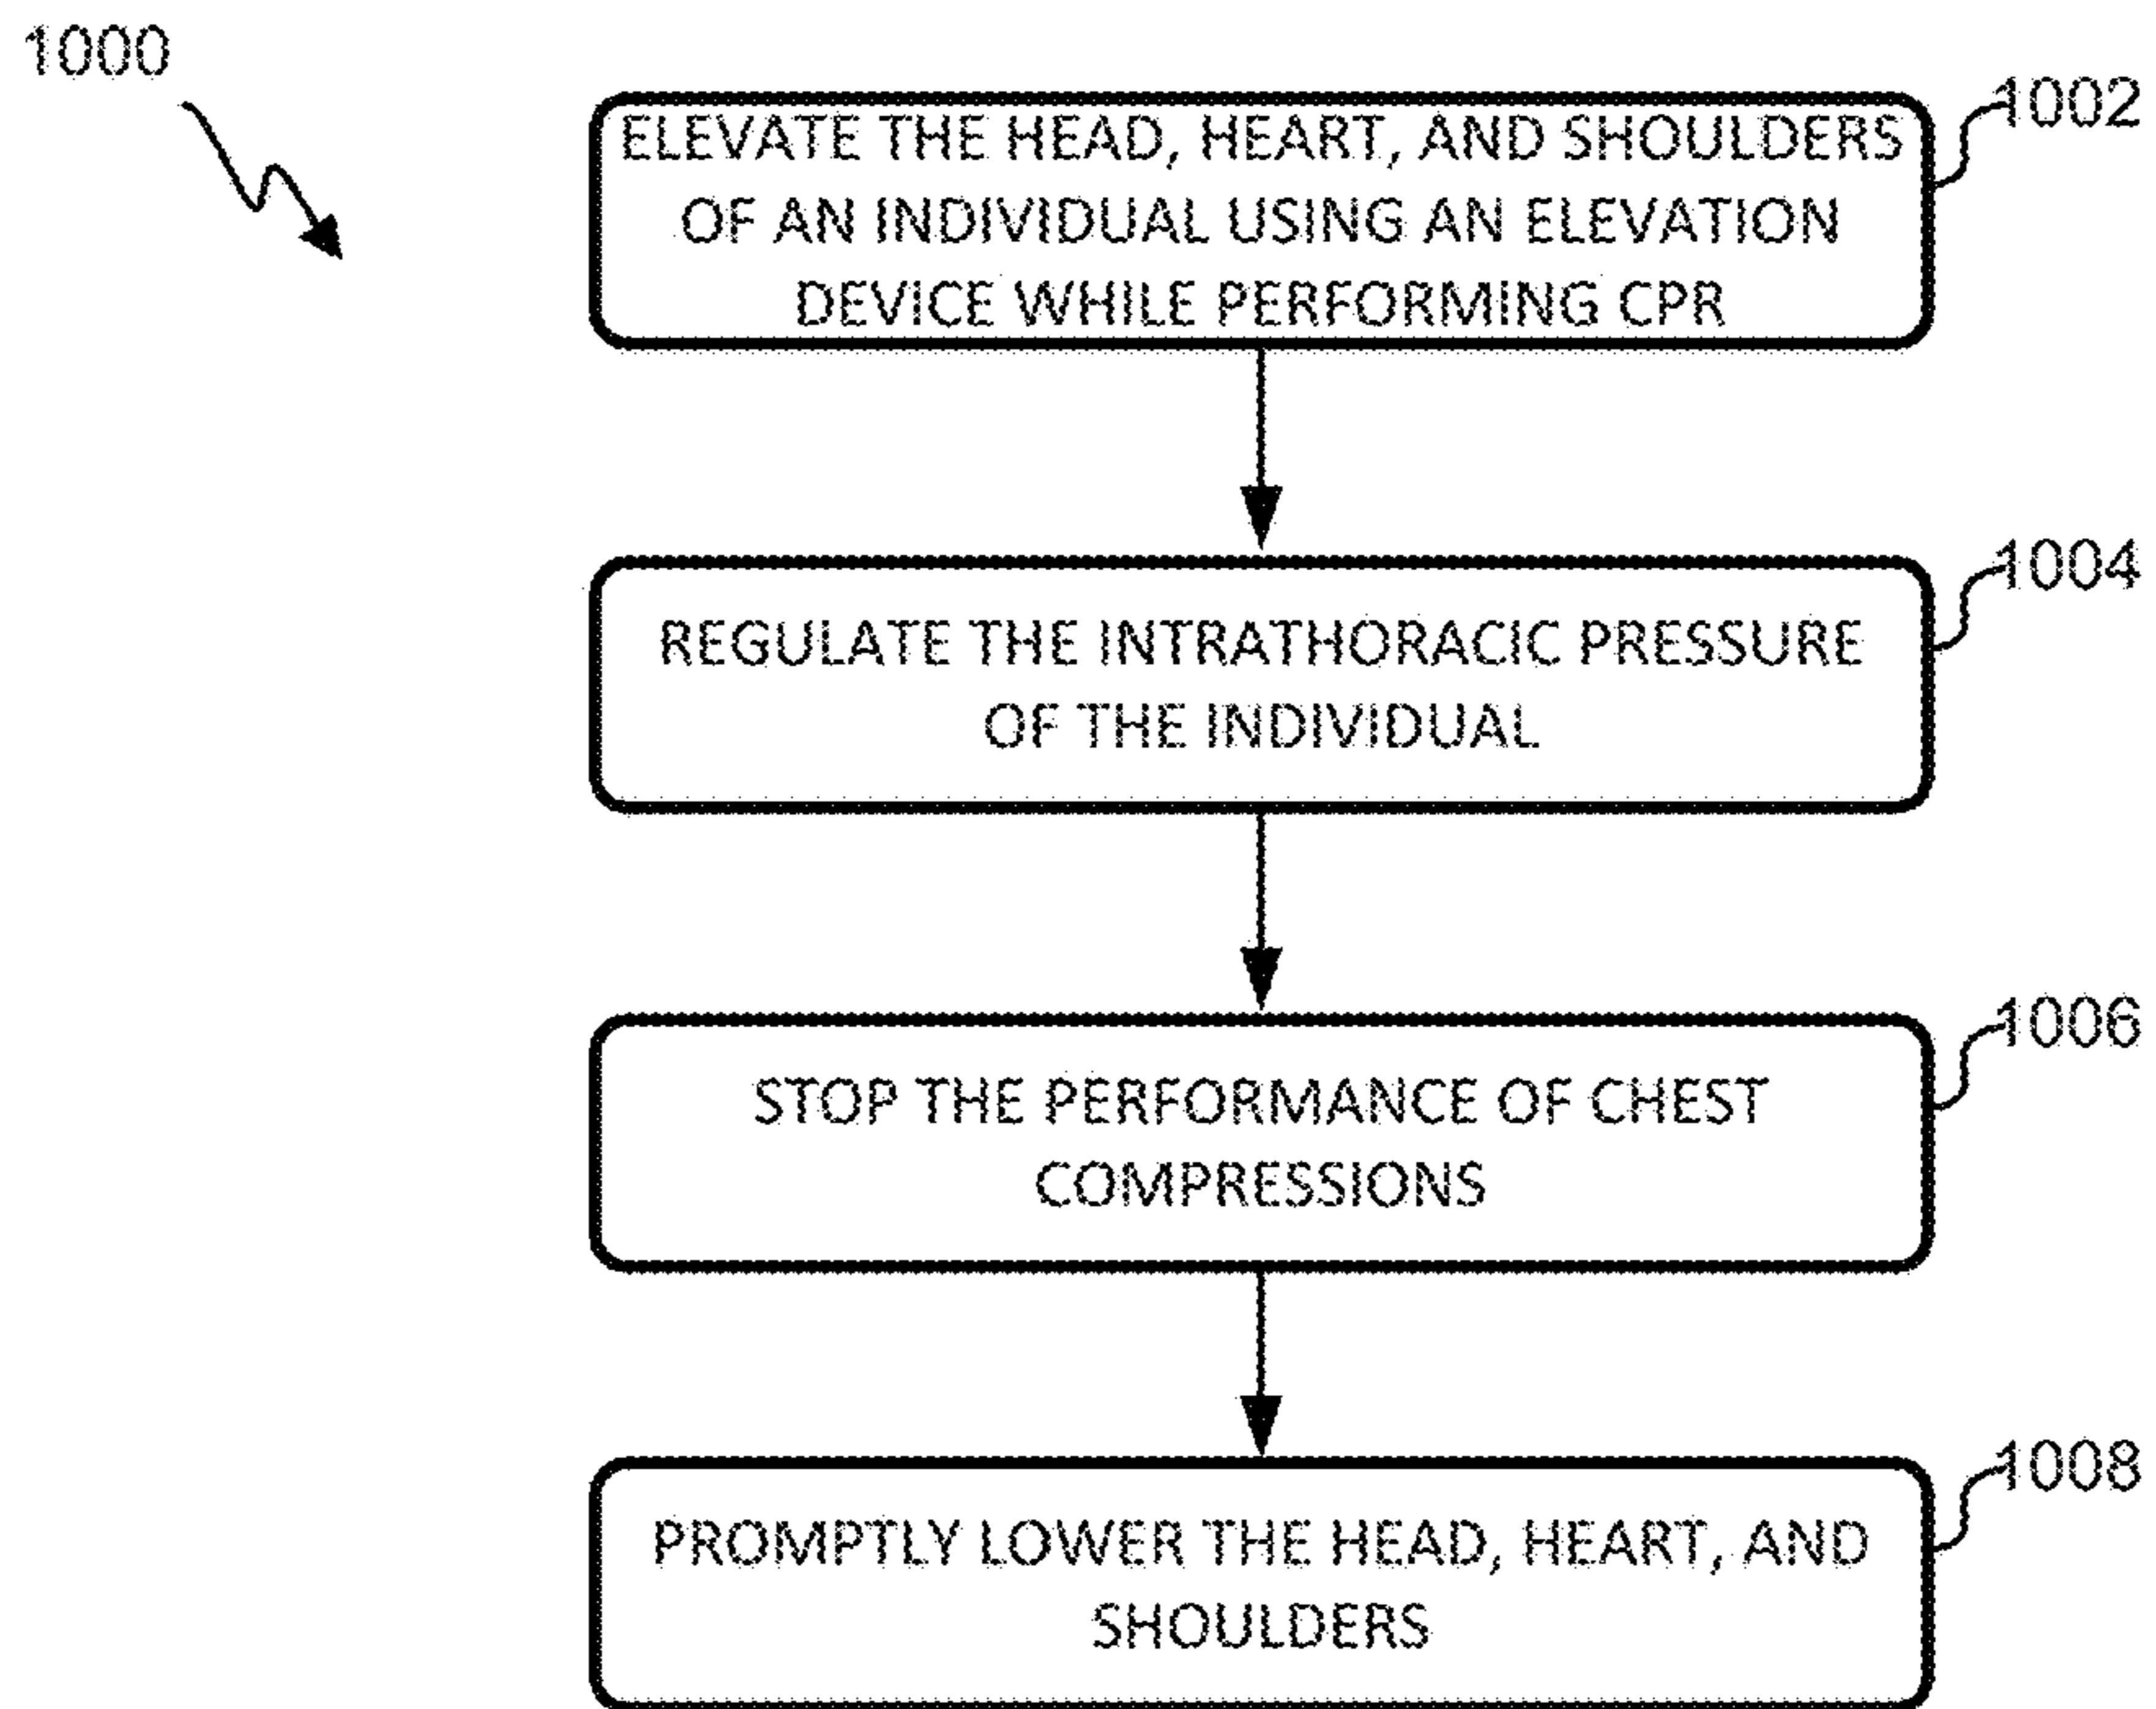 1000
1002
ELEVATE THE HEAD, HEART, AND SHOULDERS
OF AN INDIVIDUAL USING AN ELEVATION
DEVICE WHILE PERFORMING CPR
1004
REGULATE THE INTRATHORACIC PRESSURE
OF THE INDIVIDUAL
1006
STOP THE PERFORMANCE OF CHEST
COMPRESSIONS
1008
PROMPTLY LOWER THE HEAD, HEART, AND
SHOULDERS